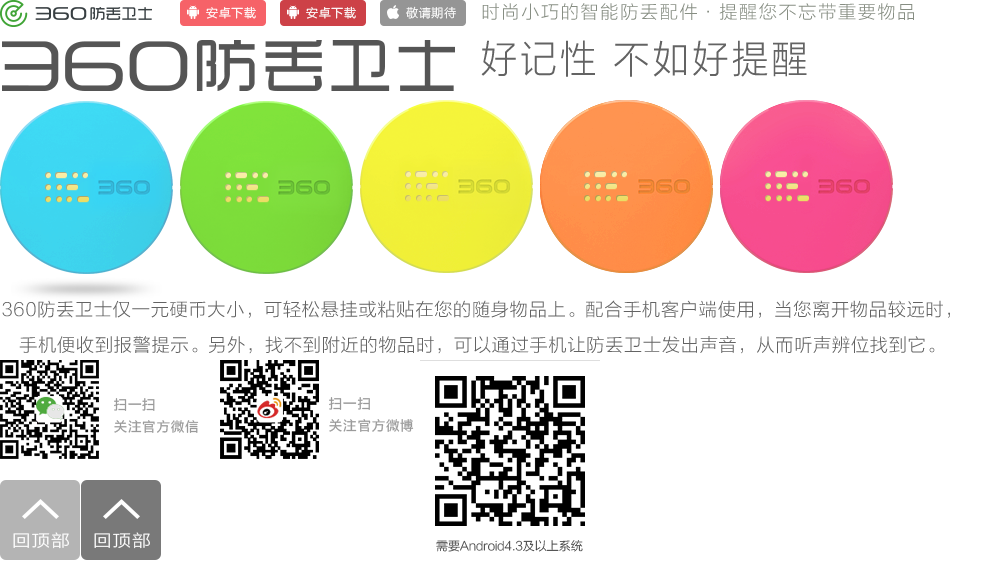 360防丢卫士
安卓下载
安卓下载
敬请期待
时尚小巧的智能防丢配件 · 提醒您不忘带重要物品
360防丢卫士
好记性 不如好提醒
360
360
360
360
360
360防丢卫士仅一元硬币大小，可轻松悬挂或粘贴在您的随身物品上。配合手机客户端使用，当您离开物品较远时，
手机便收到报警提示。另外，找不到附近的物品时，可以通过手机让防丢卫士发出声音，从而听声辨位找到它。
扫一扫
关注官方微信
扫一扫
关注官方微博
回顶部
回顶部
需要Android4.3及以上系统